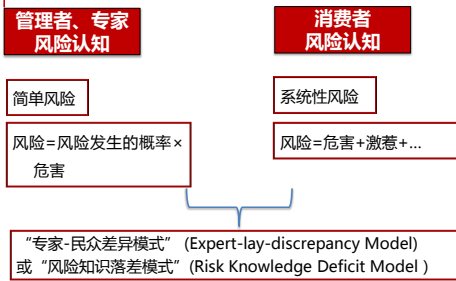 管理者、专家
风险认知
消费者
风险认知
简单风险
系统性风险
风险=风险发生的概率×
危害
风险=危害+激惹+...
“专家-民众差异模式” (Expert-lay-discrepancy Model)
或“风险知识落差模式”(Risk Knowledge Deficit Model )